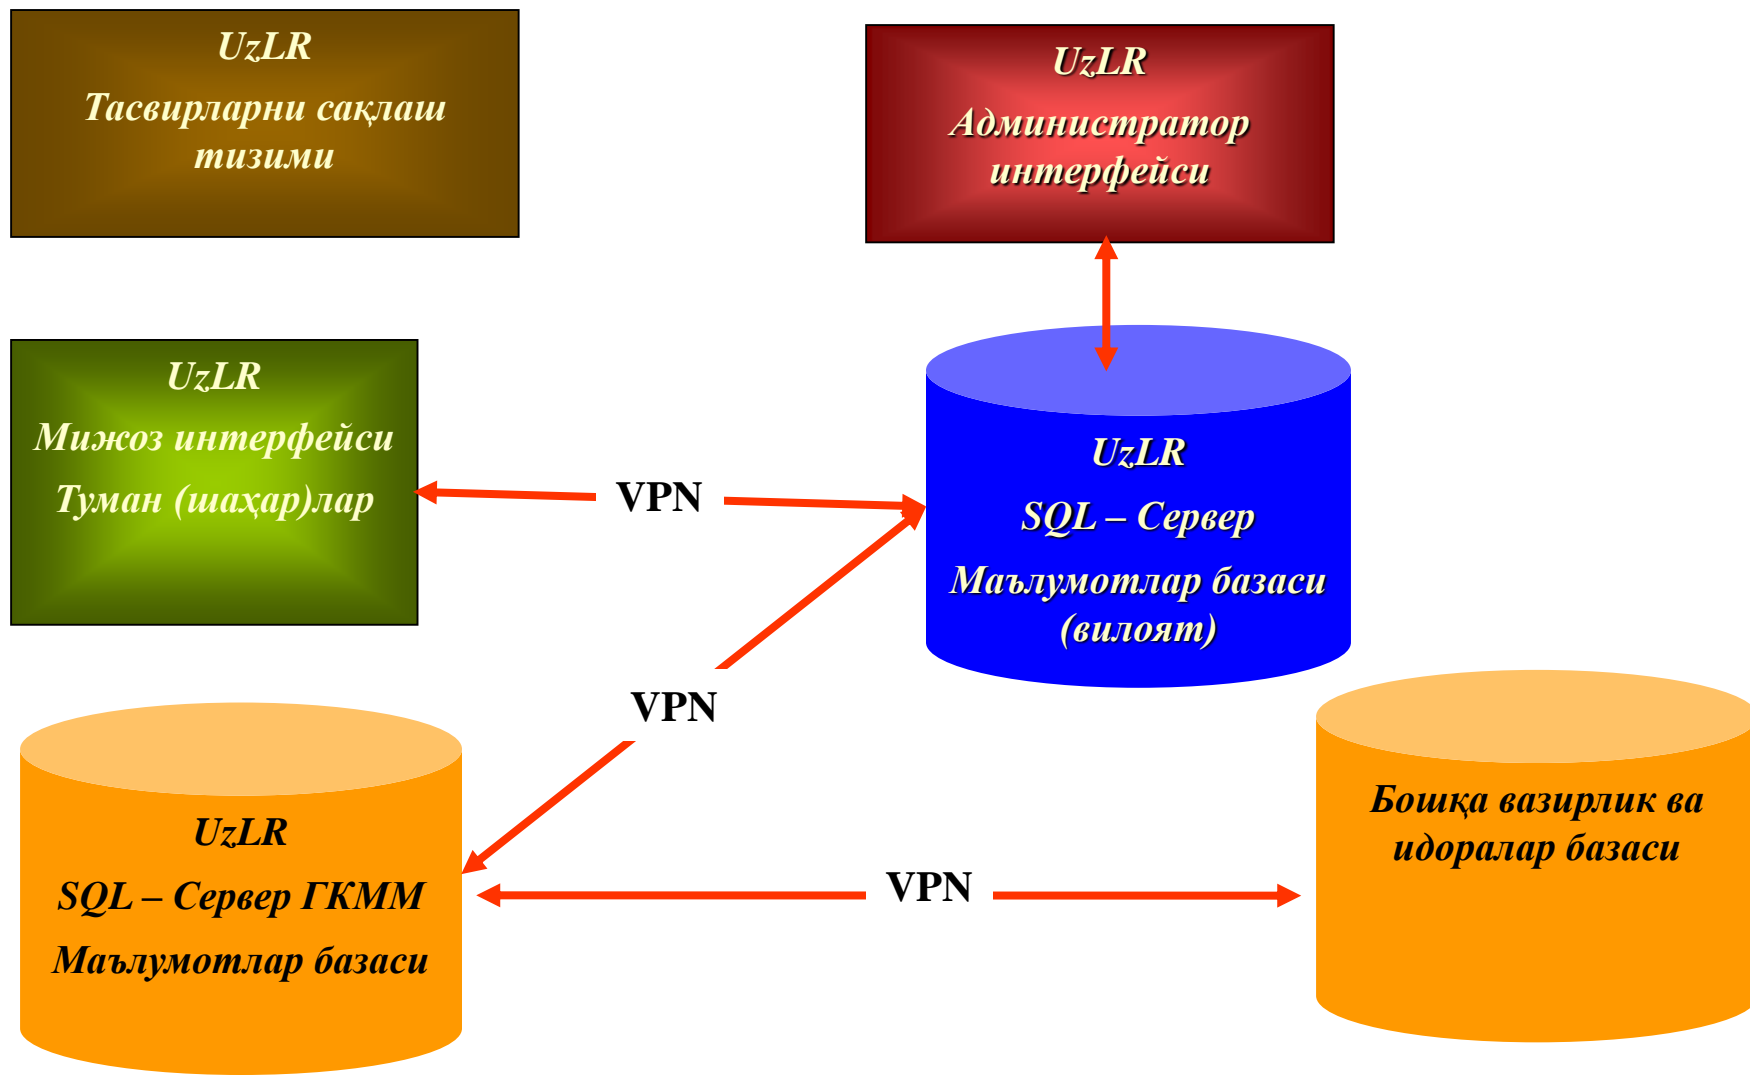 UzLR
Тасвирларни сақлаш
тизими
UzLR
Администратор
интерфейси
UzLR
Мижоз интерфейси
Туман (шаҳар)лар
VPN
UzLR
SQL – Сервер
Маълумотлар базаси
(вилоят)
VPN
UzLR
SQL – Сервер ГКММ
Маълумотлар базаси
VPN
Бошқа вазирлик ва
идоралар базаси